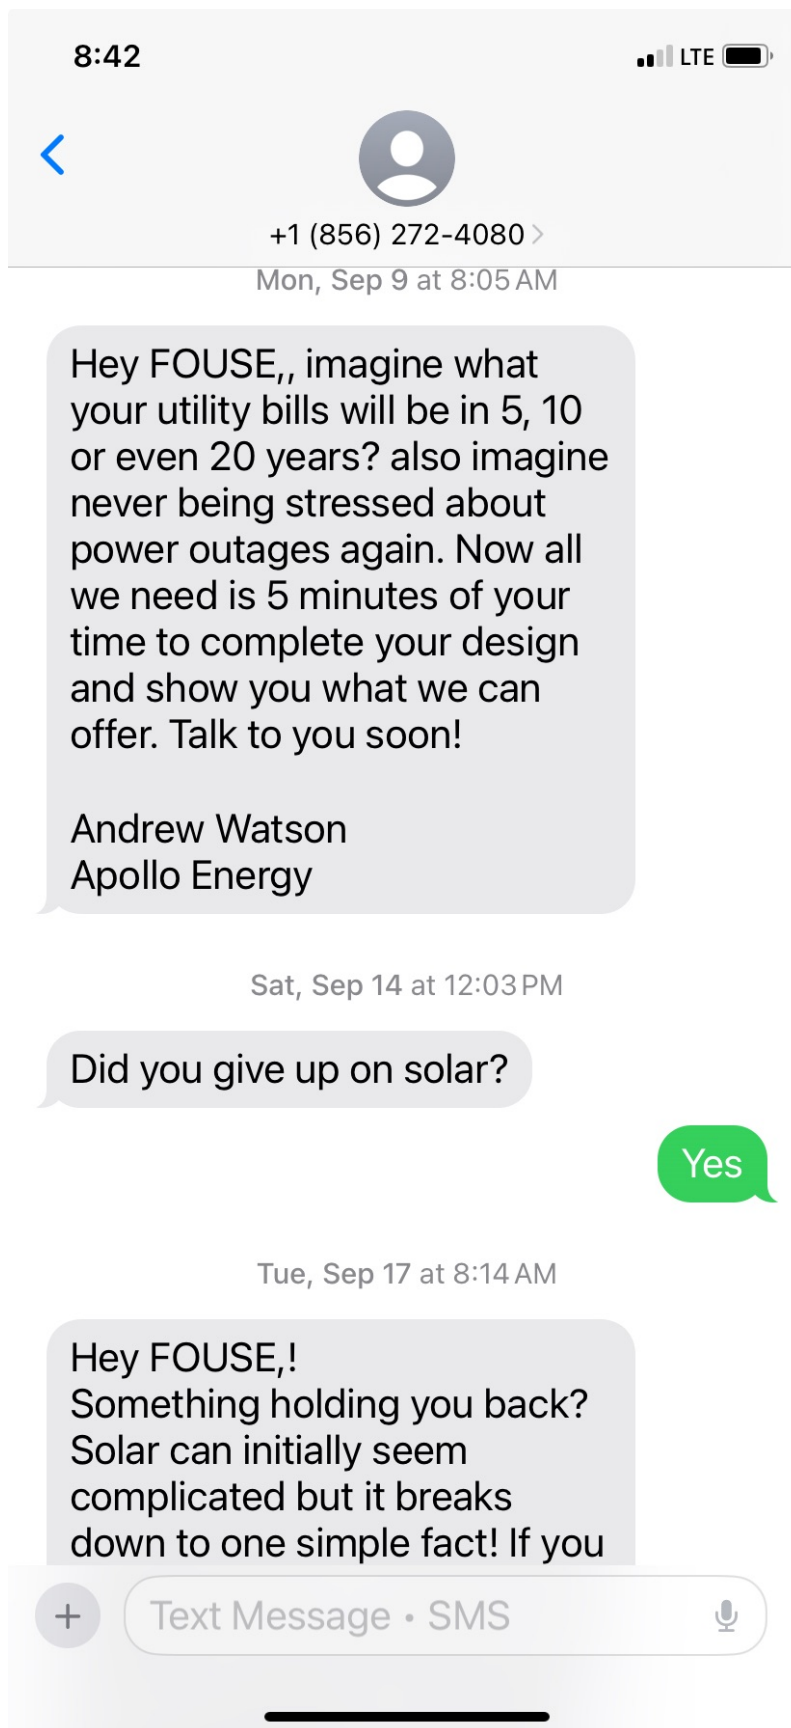 8:42
LTE
+1 (856) 272-4080
Mon, Sep 9 at 8:05 AM
Hey FOUSE,, imagine what
your utility bills will be in 5, 10
or even 20 years? also imagine
never being stressed about
power outages again. Now all
we need is 5 minutes of your
time to complete your design
and show you what we can
offer. Talk to you soon!
Andrew Watson
Apollo Energy
Sat, Sep 14 at 12:03 PM
Did you give up on solar?
Yes
Tue, Sep 17 at 8:14 AM
Hey FOUSE,!
Something holding you back?
Solar can initially seem
complicated but it breaks
down to one simple fact! If you
Text Message • SMS